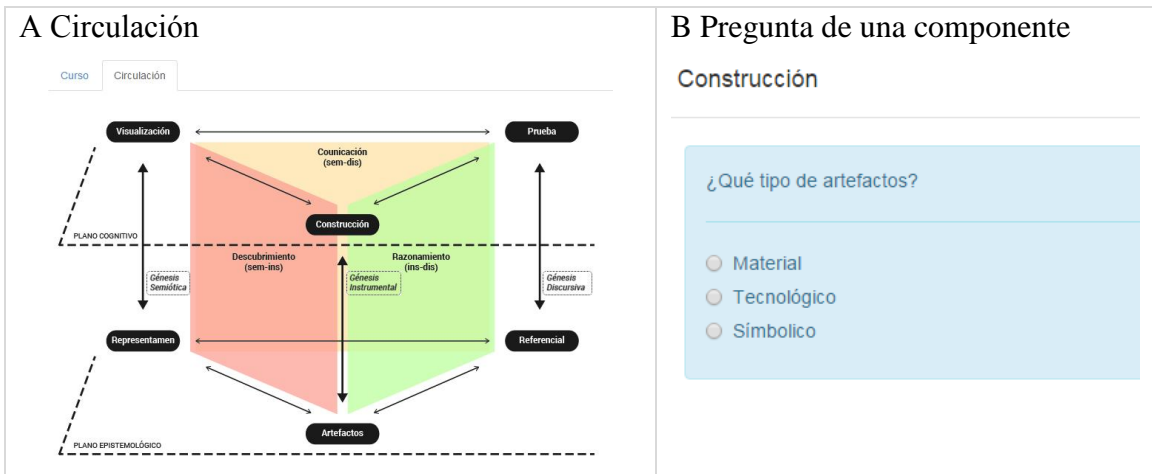 A Circulación
Curso
Circulación
Visualización
Prueba
Counicación
(sem-dis)
Construcción
PLANO COGNITIVO
Descubrimiento
(sem-ins)
Razonamiento
(ins-dis)
Génesis
Semiótica
Génesis
Instrumental
Génesis
Discursiva
Representamen
Referencial
Artefactos
PLANO EPISTEMOLÓGICO
B Pregunta de una componente
Construcción
¿Qué tipo de artefactos?
Material
Tecnológico
Símbolico